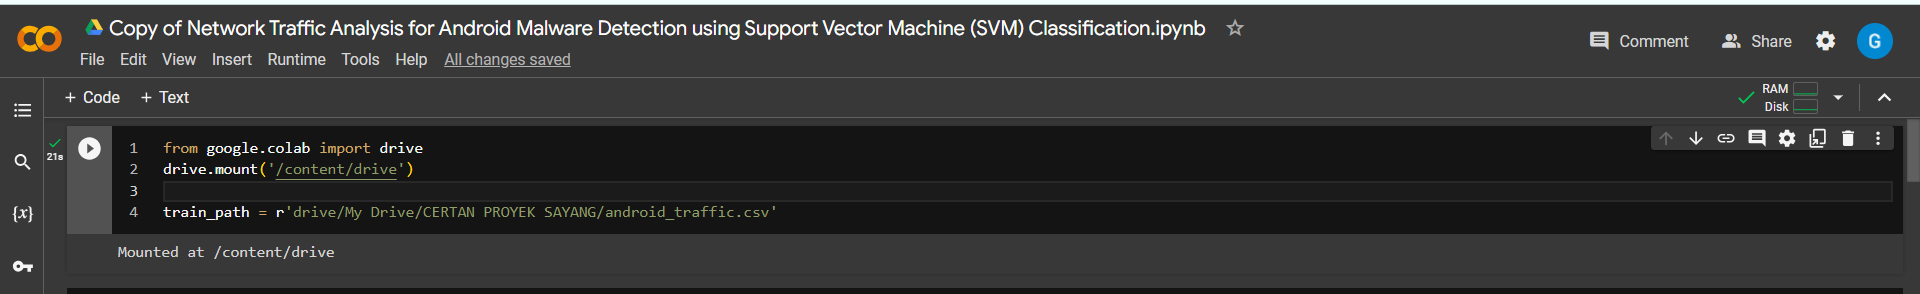 Copy of Network Traffic Analysis for Android Malware Detection using Support Vector Machine (SVM) Classification.ipynb
Comment
Share
G
File Edit View Insert Runtime Tools Help All changes saved
+ Code + Text
RAM
Disk
21s
1 from google.colab import drive
2 drive.mount('/content/drive')
3
4 train_path = r'drive/My Drive/CERTAN PROYEK SAYANG/android_traffic.csv'
{x}
Mounted at /content/drive